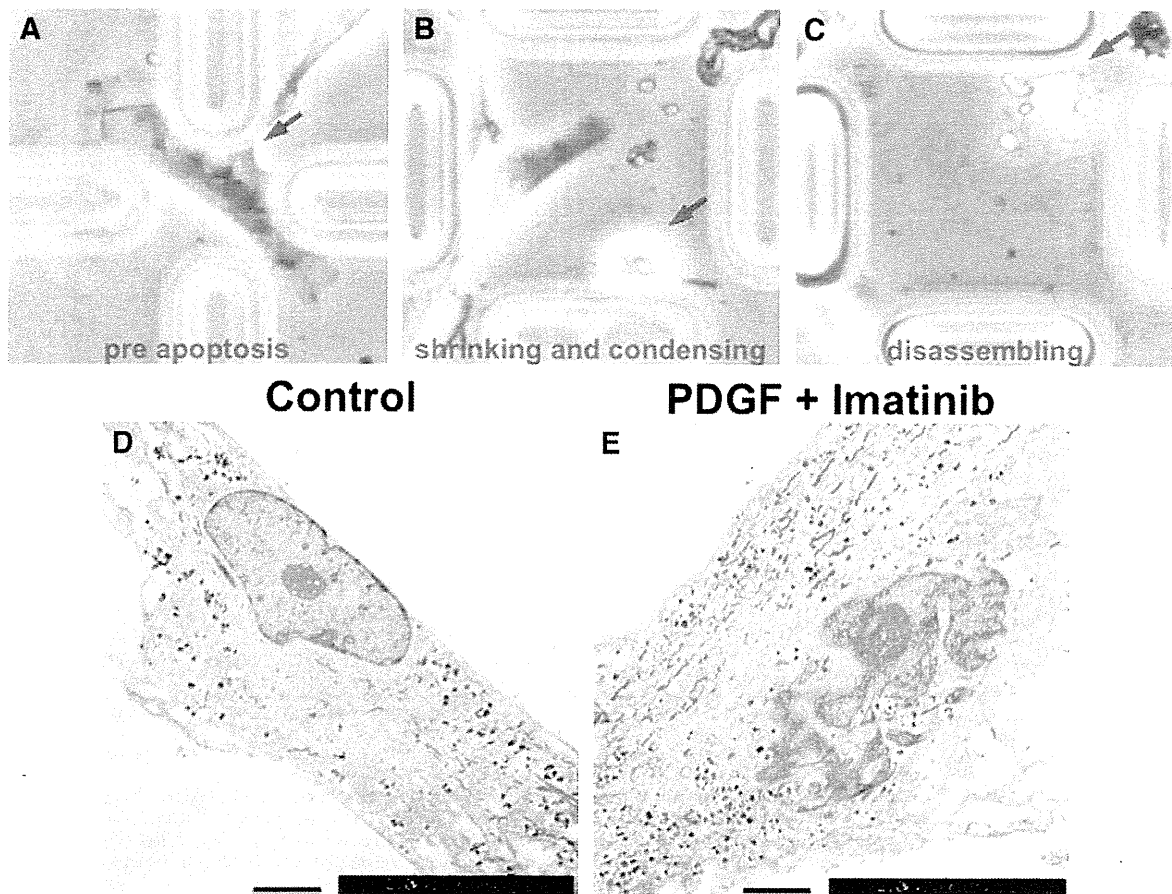 A
B
C
pre apoptosis
shrinking and condensing
disassembling
Control
PDGF + Imatinib
D
E